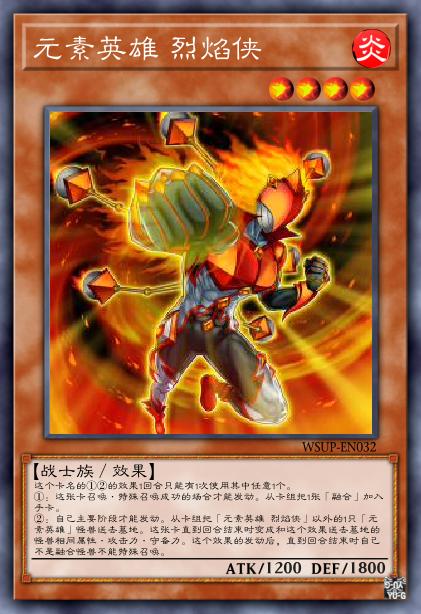 元素英雄 烈焰侠
炎
WSUP-EN032
【战士族／效果】
这个卡名的①②的效果1回合只能有1次使用其中任意1个。
①：这张卡召唤・特殊召唤成功的场合才能发动。从卡组把1张「融合」加入
手卡。
②：自己主要阶段才能发动。从卡组把「元素英雄 烈焰侠」以外的1只「元
素英雄」怪兽送去墓地。这张卡直到回合结束时变成和这个效果送去墓地的
怪兽相同属性・攻击力・守备力。这个效果的发动后，直到回合结束时自己
不是融合怪兽不能特殊召唤。
ATK/1200 DEF/1800